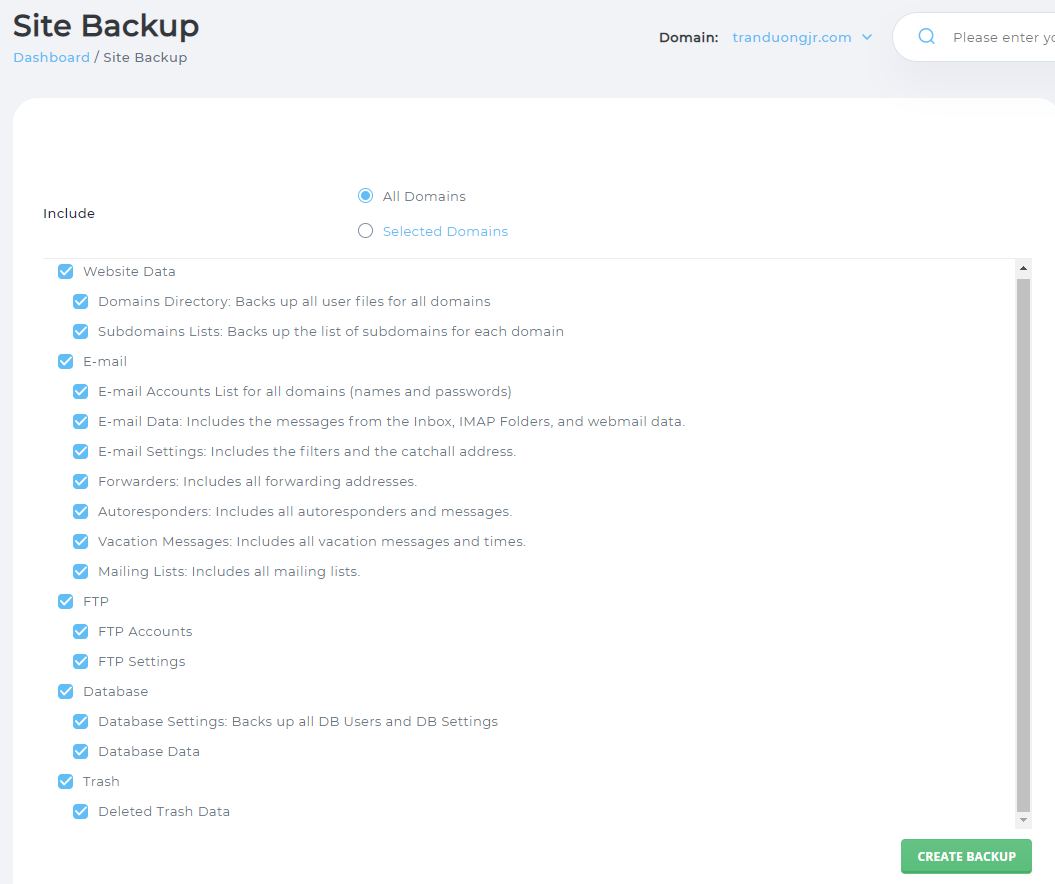 Site Backup
Dashboard / Site Backup
Domain: tranduongjr.com
Please enter yo
Include
All Domains
Selected Domains
Website Data
Domains Directory: Backs up all user files for all domains
Subdomains Lists: Backs up the list of subdomains for each domain
E-mail
E-mail Accounts List for all domains (names and passwords)
E-mail Data: Includes the messages from the Inbox, IMAP Folders, and webmail data.
E-mail Settings: Includes the filters and the catchall address.
Forwarders: Includes all forwarding addresses.
Autoresponders: Includes all autoresponders and messages.
Vacation Messages: Includes all vacation messages and times.
Mailing Lists: Includes all mailing lists.
FTP
FTP Accounts
FTP Settings
Database
Database Settings: Backs up all DB Users and DB Settings
Database Data
Trash
Deleted Trash Data
CREATE BACKUP